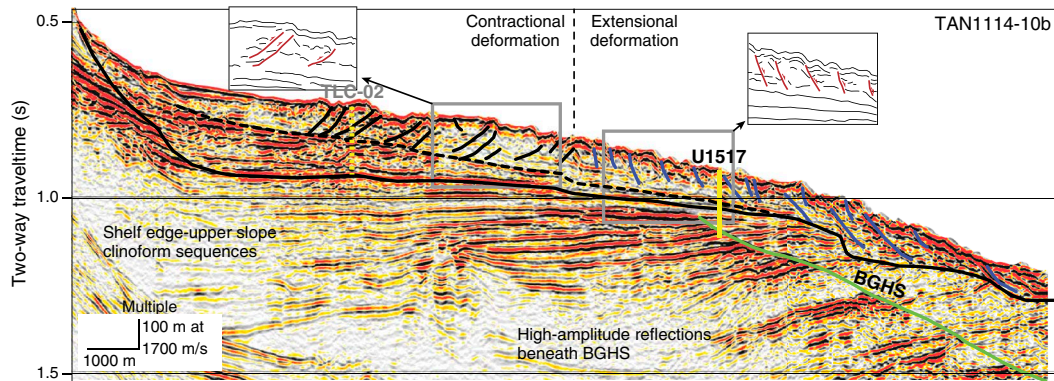 0.5
Contractional
deformation
Extensional
deformation
TAN1114-10b
TLC-02
U1517
Two-way traveltime (s)
1.0
Shelf edge-upper slope
clinoform sequences
BGHS
Multiple
100 m at
1700 m/s
1000 m
High-amplitude reflections
beneath BGHS
1.5